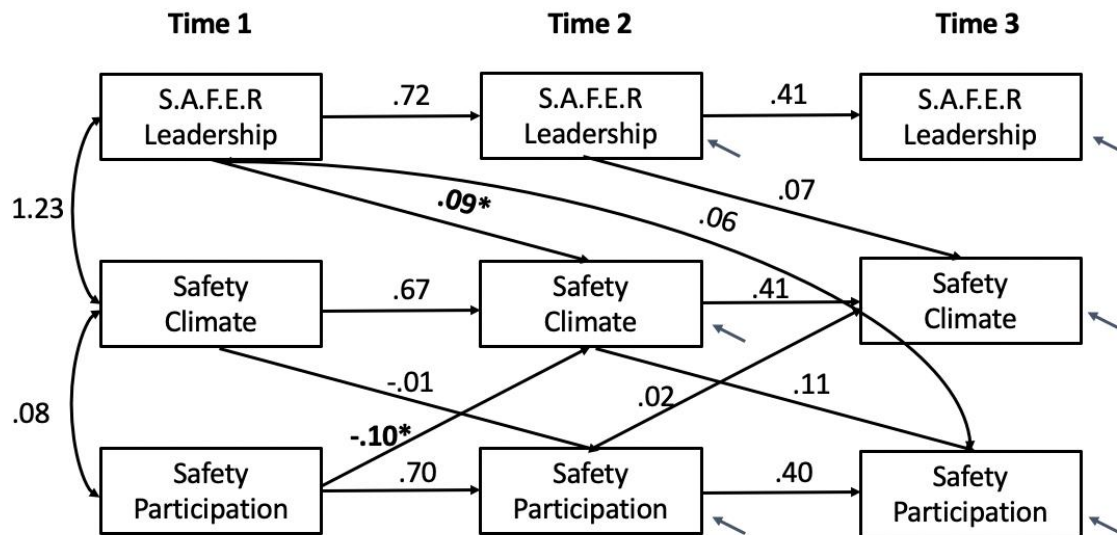 Time 1
Time 2
Time 3
S.A.F.E.R
Leadership
.72
S.A.F.E.R
Leadership
.41
S.A.F.E.R
Leadership
1.23
.09*
.06
.07
Safety
Climate
.67
Safety
Climate
.41
Safety
Climate
.08
-.01
-.10*
.02
.11
Safety
Participation
.70
Safety
Participation
.40
Safety
Participation